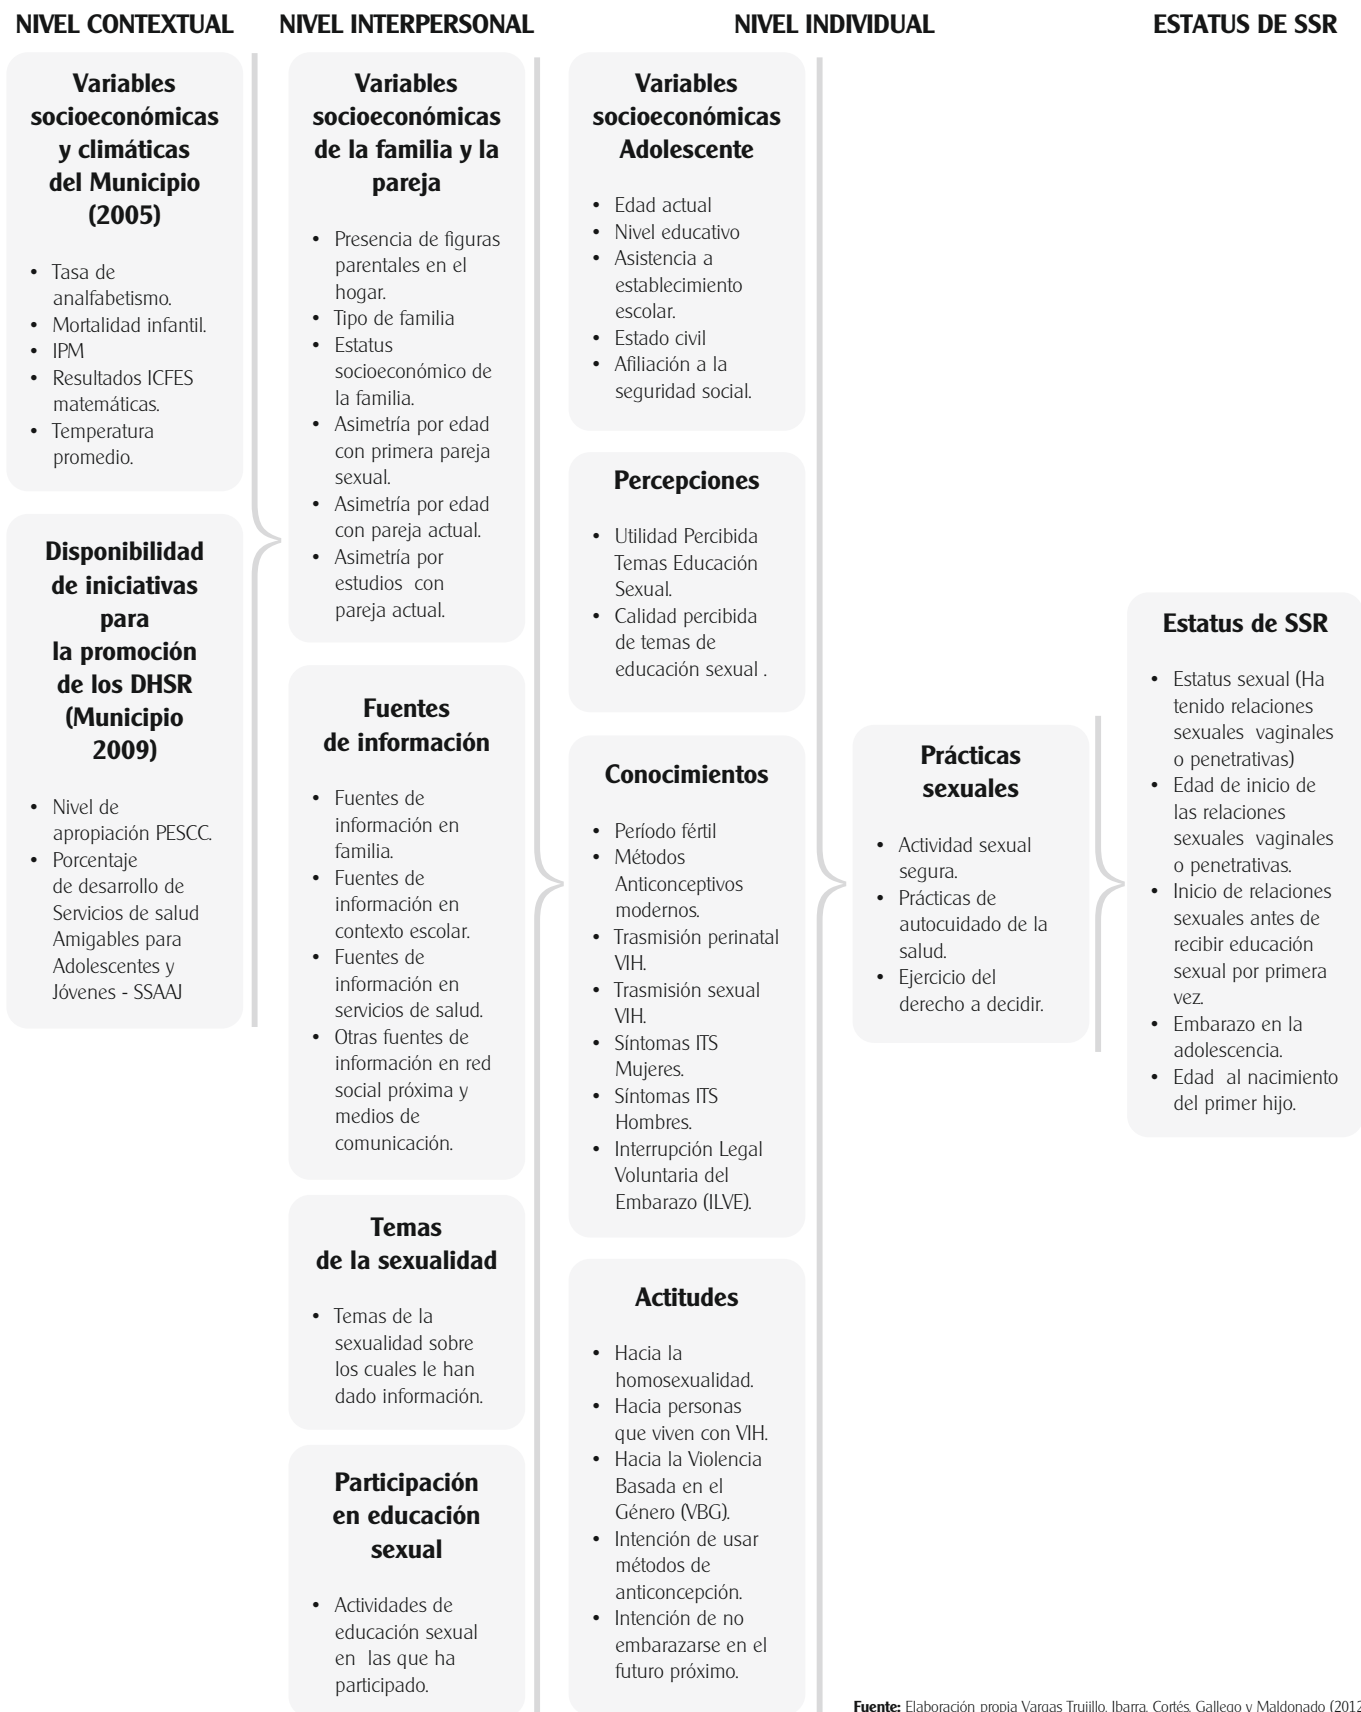 NIVEL CONTEXTUAL
NIVEL INTERPERSONAL
NIVEL INDIVIDUAL
ESTATUS DE SSR
Variables
socioeconómicas
y climáticas
del Municipio
(2005)
• Tasa de
analfabetismo.
• Mortalidad infantil.
• IPM
• Resultados ICFES
matemáticas.
• Temperatura
promedio.
Disponibilidad
de iniciativas
para
la promoción
de los DHSR
(Municipio
2009)
• Nivel de
apropiación PESCC.
• Porcentaje
de desarrollo de
Servicios de salud
Amigables para
Adolescentes y
Jóvenes - SSAAJ
Variables
socioeconómicas
de la familia y la
pareja
• Presencia de figuras
parentales en el
hogar.
• Tipo de familia
• Estatus
socioeconómico de
la familia.
• Asimetría por edad
con primera pareja
sexual.
• Asimetría por edad
con pareja actual.
• Asimetría por
estudios con
pareja actual.
Fuentes
de información
• Fuentes de
información en
familia.
• Fuentes de
información en
contexto escolar.
• Fuentes de
información en
servicios de salud.
• Otras fuentes de
información en red
social próxima y
medios de
comunicación.
Temas
de la sexualidad
• Temas de la
sexualidad sobre
los cuales le han
dado información.
Participación
en educación
sexual
• Actividades de
educación sexual
en las que ha
participado.
Variables
socioeconómicas
Adolescente
• Edad actual
• Nivel educativo
• Asistencia a
establecimiento
escolar.
• Estado civil
• Afiliación a la
seguridad social.
Percepciones
• Utilidad Percibida
Temas Educación
Sexual.
• Calidad percibida
de temas de
educación sexual .
Conocimientos
• Período fértil
• Métodos
Anticonceptivos
modernos.
• Trasmisión perinatal
VIH.
• Trasmisión sexual
VIH.
• Síntomas ITS
Mujeres.
• Síntomas ITS
Hombres.
• Interrupción Legal
Voluntaria del
Embarazo (ILVE).
Actitudes
• Hacia la
homosexualidad.
• Hacia personas
que viven con VIH.
• Hacia la Violencia
Basada en el
Género (VBG).
• Intención de usar
métodos de
anticoncepción.
• Intención de no
embarazarse en el
futuro próximo.
Prácticas
sexuales
• Actividad sexual
segura.
• Prácticas de
autocuidado de la
salud.
• Ejercicio del
derecho a decidir.
Estatus de SSR
• Estatus sexual (Ha
tenido relaciones
sexuales vaginales
o penetrativas)
• Edad de inicio de
las relaciones
sexuales vaginales
o penetrativas.
• Inicio de relaciones
sexuales antes de
recibir educación
sexual por primera
vez.
• Embarazo en la
adolescencia.
• Edad al nacimiento
del primer hijo.
Fuente: Elaboración propia Vargas Trujillo, Ibarra, Cortés, Gallego y Maldonado (2012